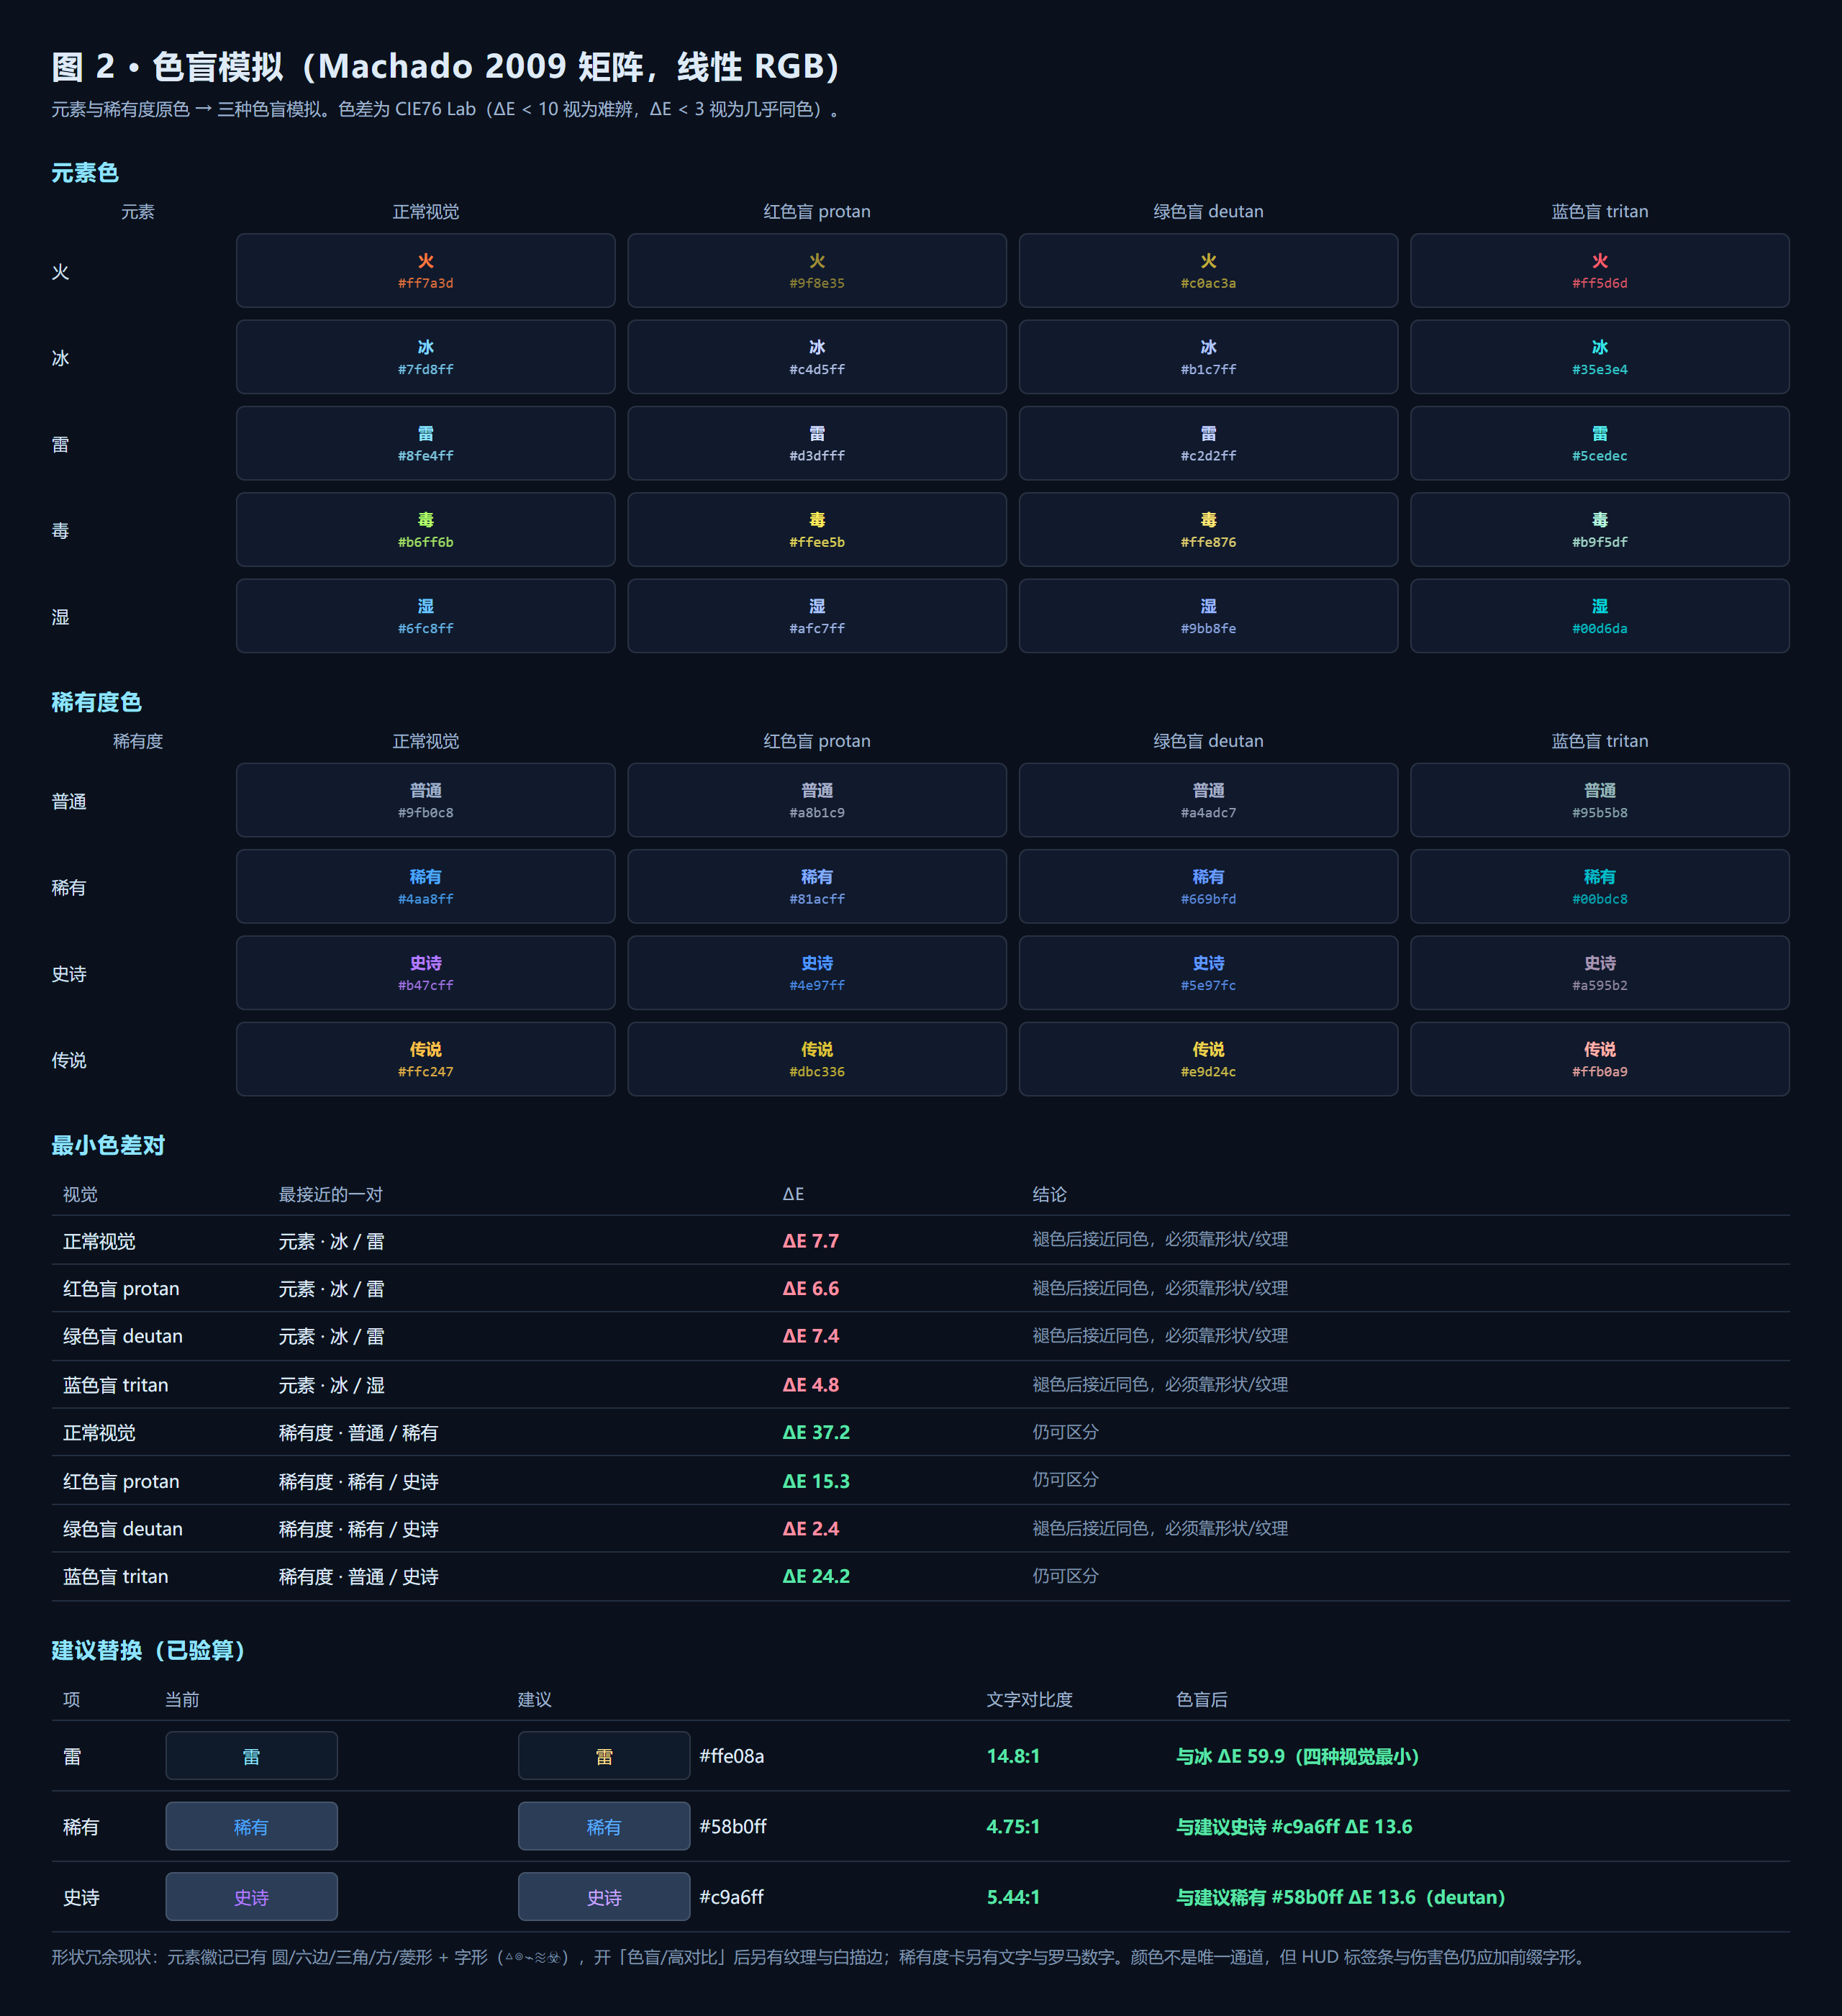 图 2 · 色盲模拟（Machado 2009 矩阵，线性 RGB）
元素与稀有度原色 → 三种色盲模拟。色差为 CIE76 Lab（ΔE < 10 视为难辨，ΔE < 3 视为几乎同色）。
元素色
元素 正常视觉 红色盲 protan 绿色盲 deutan 蓝色盲 tritan
火 火 火 火 火
#ff7a3d #9f8e35 #c0ac3a #ff5d6d
冰 冰 冰 冰 冰
#7fd8ff #c4d5ff #b1c7ff #35e3e4
雷 雷 雷 雷 雷
#8fe4ff #d3dfff #c2d2ff #5cedec
毒 毒 毒 毒 毒
#b6ff6b #ffee5b #ffe876 #b9f5df
湿 湿 湿 湿 湿
#6fc8ff #afc7ff #9bb8fe #00d6da
稀有度色
稀有度 正常视觉 红色盲 protan 绿色盲 deutan 蓝色盲 tritan
普通 普通 普通 普通 普通
#9fb0c8 #a8b1c9 #a4adc7 #95b5b8
稀有 稀有 稀有 稀有 稀有
#4aa8ff #81acff #669bfd #00bdc8
史诗 史诗 史诗 史诗 史诗
#b47cff #4e97ff #5e97fc #a595b2
传说 传说 传说 传说 传说
#ffc247 #dbc336 #e9d24c #ffb0a9
最小色差对
视觉 最接近的一对 ΔE 结论
正常视觉 元素 · 冰 / 雷 ΔE 7.7 褪色后接近同色，必须靠形状/纹理
红色盲 protan 元素 · 冰 / 雷 ΔE 6.6 褪色后接近同色，必须靠形状/纹理
绿色盲 deutan 元素 · 冰 / 雷 ΔE 7.4 褪色后接近同色，必须靠形状/纹理
蓝色盲 tritan 元素 · 冰 / 湿 ΔE 4.8 褪色后接近同色，必须靠形状/纹理
正常视觉 稀有度 · 普通 / 稀有 ΔE 37.2 仍可区分
红色盲 protan 稀有度 · 稀有 / 史诗 ΔE 15.3 仍可区分
绿色盲 deutan 稀有度 · 稀有 / 史诗 ΔE 2.4 褪色后接近同色，必须靠形状/纹理
蓝色盲 tritan 稀有度 · 普通 / 史诗 ΔE 24.2 仍可区分
建议替换（已验算）
项 当前 建议 文字对比度 色盲后
雷 雷 雷 #ffe08a 14.8:1 与冰 ΔE 59.9（四种视觉最小）
稀有 稀有 稀有 #58b0ff 4.75:1 与建议史诗 #c9a6ff ΔE 13.6
史诗 史诗 史诗 #c9a6ff 5.44:1 与建议稀有 #58b0ff ΔE 13.6（deutan）
形状冗余现状：元素徽记已有 圆/六边/三角/方/菱形 + 字形（▵⊚⌁≋☣），开「色盲/高对比」后另有纹理与白描边；稀有度卡另有文字与罗马数字。颜色不是唯一通道，但 HUD 标签条与伤害色仍应加前缀字形。